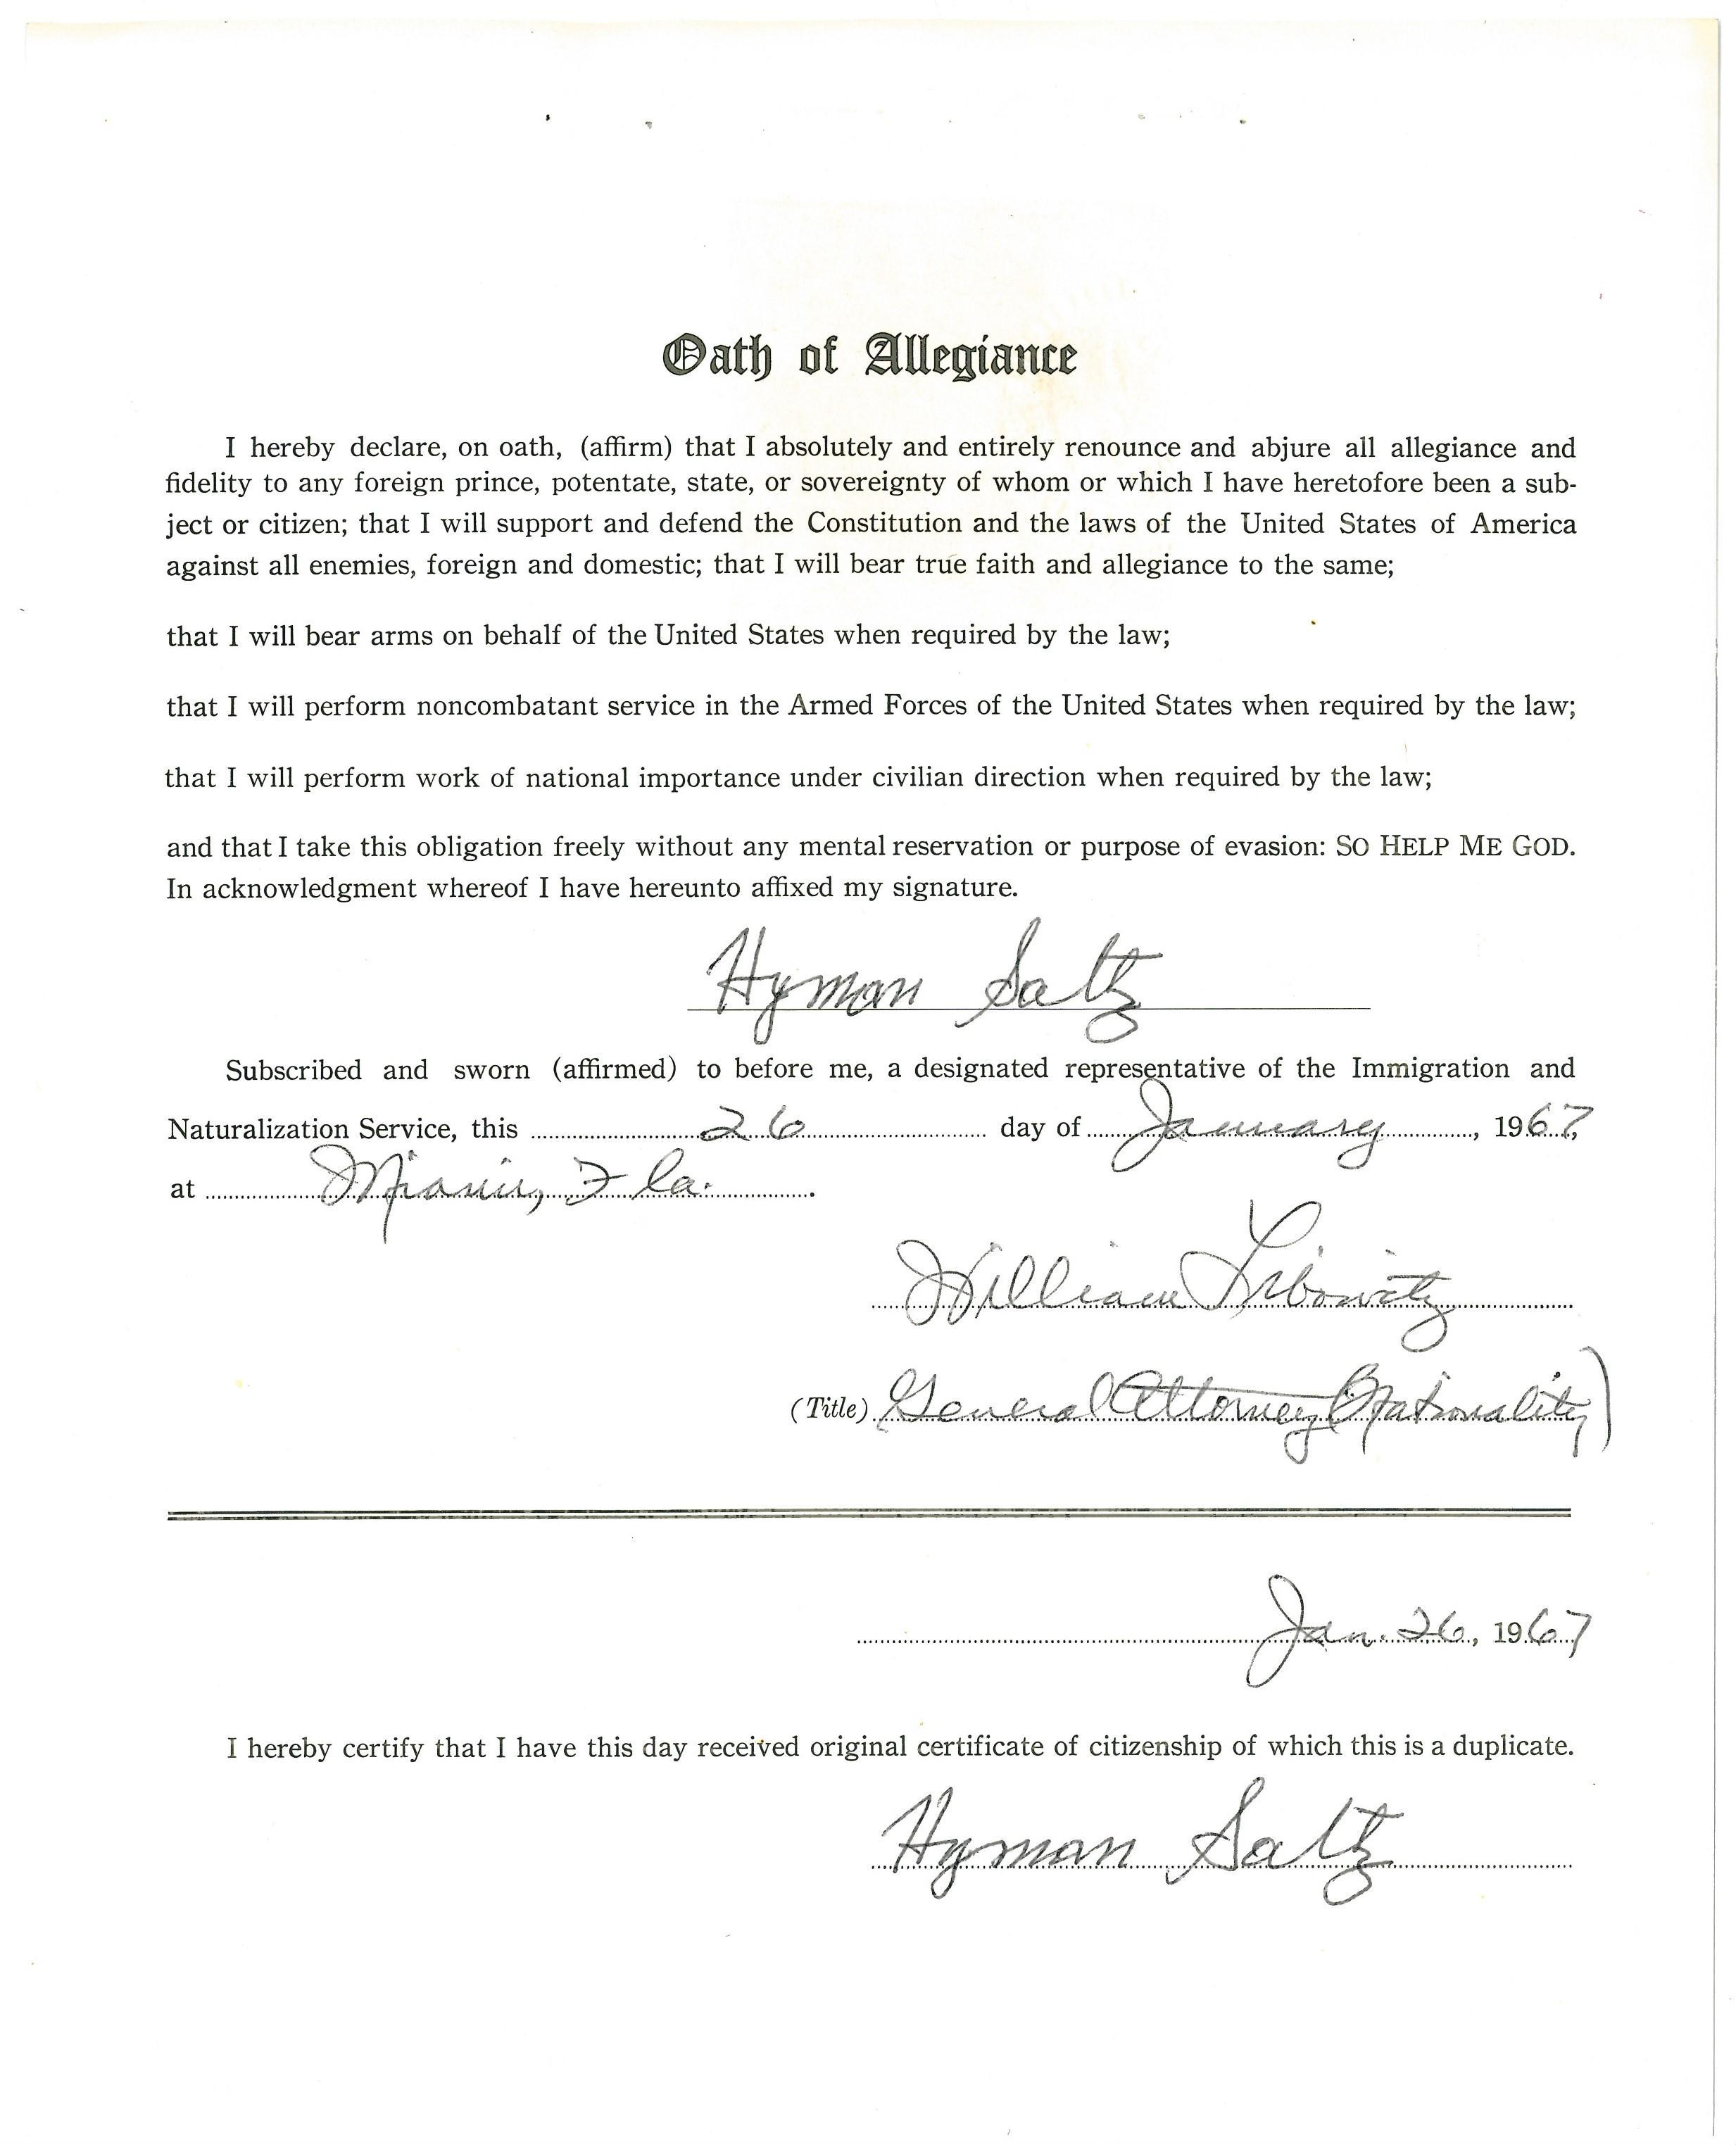 Oath of Allegiance
I hereby declare, on oath, (affirm) that I absolutely and entirely renounce and abjure all allegiance and
fidelity to any foreign prince, potentate, state, or sovereignty of whom or which I have heretofore been a sub-
ject or citizen; that I will support and defend the Constitution and the laws of the United States of America
against all enemies, foreign and domestic; that I will bear true faith and allegiance to the same;
that I will bear arms on behalf of the United States when required by the law;
that I will perform noncombatant service in the Armed Forces of the United States when required by the law;
that I will perform work of national importance under civilian direction when required by the law;
and that I take this obligation freely without any mental reservation or purpose of evasion: SO HELP ME GOD.
In acknowledgment whereof I have hereunto affixed my signature.
Hyman Saltz
Subscribed and sworn (affirmed) to before me, a designated representative of the Immigration and
Naturalization Service, this 26 day of January, 1967,
at Miami, Fla.
William Libowitz
(Title) General Attorney (Nationality)
Jan. 26, 1967
I hereby certify that I have this day received original certificate of citizenship of which this is a duplicate.
Hyman Saltz